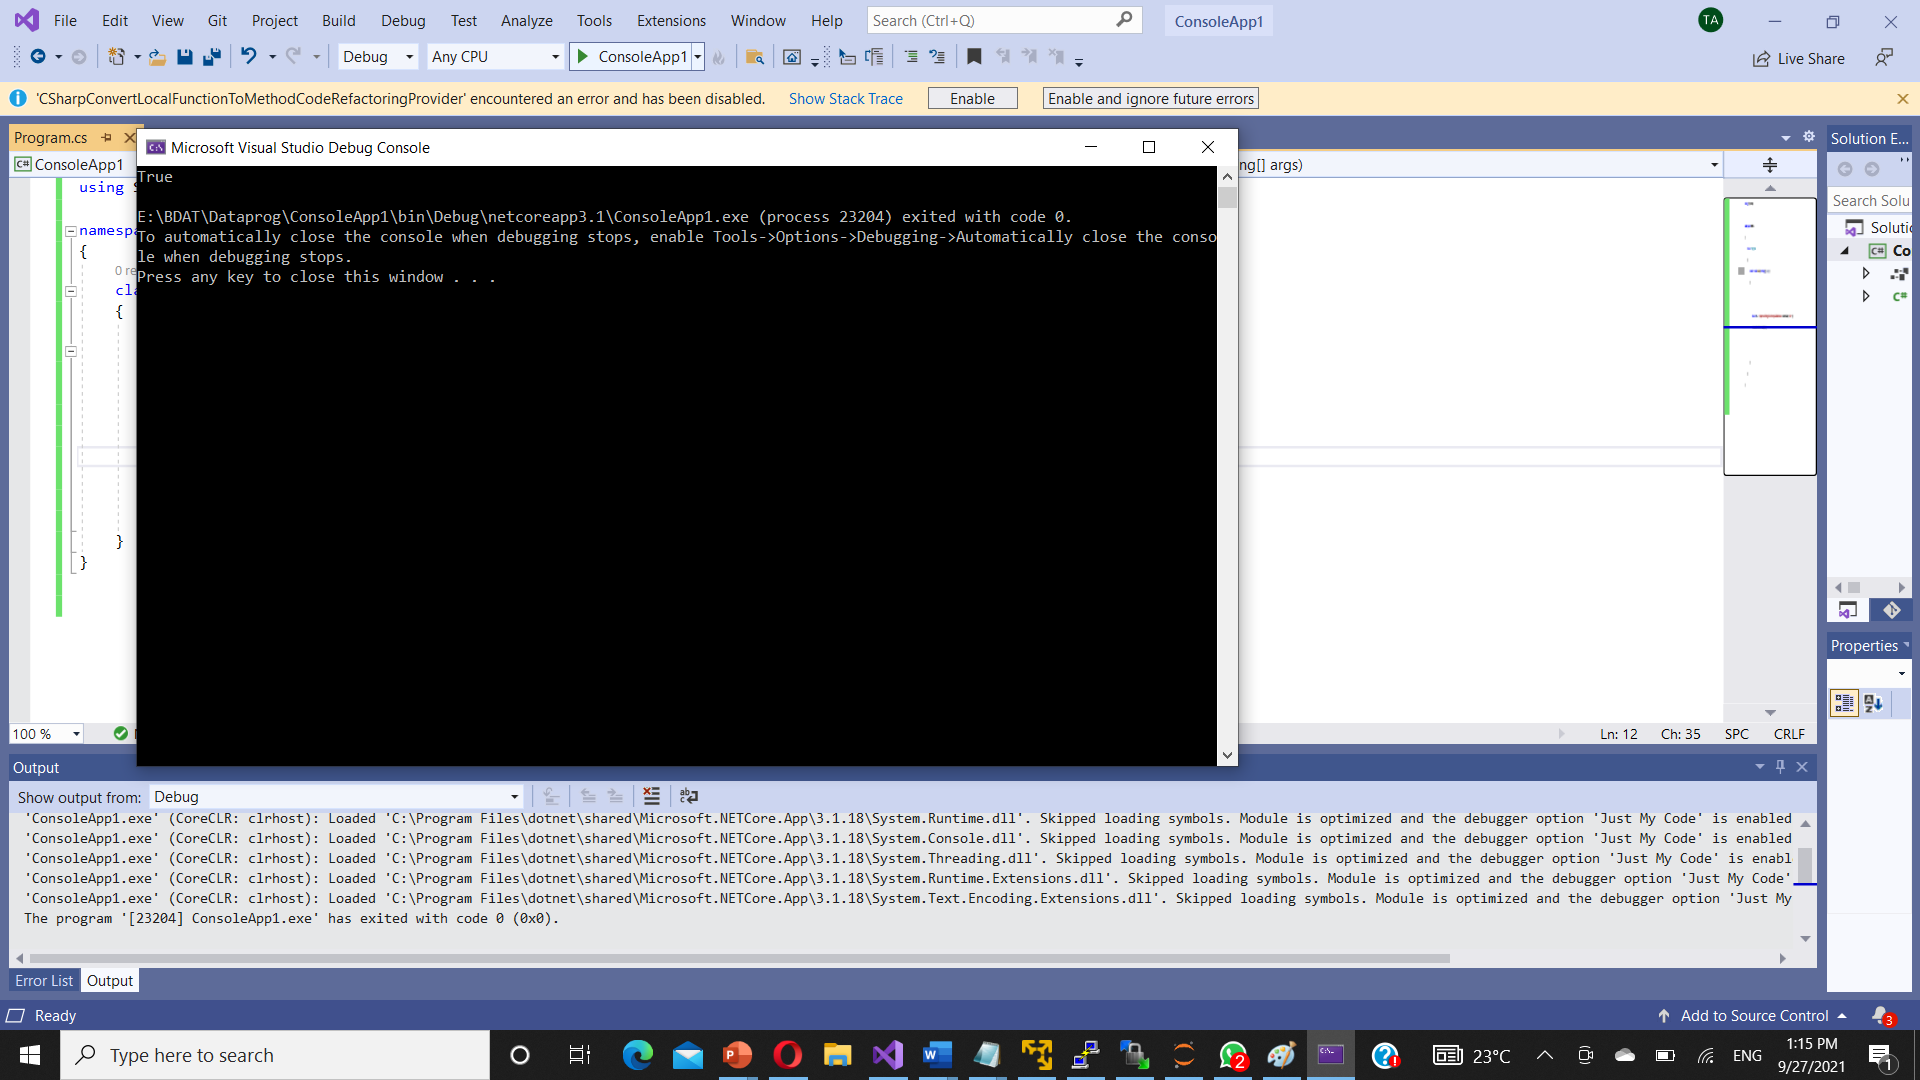 File Edit View Git Project Build Debug Test Analyze Tools Extensions Window Help Search (Ctrl+Q) ConsoleApp1 TA
Debug Any CPU ConsoleApp1 Live Share
'CSharpConvertLocalFunctionToMethodCodeRefactoringProvider' encountered an error and has been disabled. Show Stack Trace Enable Enable and ignore future errors
Program.cs
Microsoft Visual Studio Debug Console
Solution E...
ConsoleApp1
ng[] args)
True
using S
Search Solu
E:\BDAT\Dataprog\ConsoleApp1\bin\Debug\netcoreapp3.1\ConsoleApp1.exe (process 23204) exited with code 0.
To automatically close the console when debugging stops, enable Tools->Options->Debugging->Automatically close the conso
le when debugging stops.
Press any key to close this window . . .
namespa
{
0 re
cla
{
}
}
Soluti
Co
C#
100 %
Ln: 12 Ch: 35 SPC CRLF
Properties
Output
Show output from: Debug
'ConsoleApp1.exe' (CoreCLR: clrhost): Loaded 'C:\Program Files\dotnet\shared\Microsoft.NETCore.App\3.1.18\System.Runtime.dll'. Skipped loading symbols. Module is optimized and the debugger option 'Just My Code' is enabled
'ConsoleApp1.exe' (CoreCLR: clrhost): Loaded 'C:\Program Files\dotnet\shared\Microsoft.NETCore.App\3.1.18\System.Console.dll'. Skipped loading symbols. Module is optimized and the debugger option 'Just My Code' is enabled
'ConsoleApp1.exe' (CoreCLR: clrhost): Loaded 'C:\Program Files\dotnet\shared\Microsoft.NETCore.App\3.1.18\System.Threading.dll'. Skipped loading symbols. Module is optimized and the debugger option 'Just My Code' is enabl
'ConsoleApp1.exe' (CoreCLR: clrhost): Loaded 'C:\Program Files\dotnet\shared\Microsoft.NETCore.App\3.1.18\System.Runtime.Extensions.dll'. Skipped loading symbols. Module is optimized and the debugger option 'Just My Code'
'ConsoleApp1.exe' (CoreCLR: clrhost): Loaded 'C:\Program Files\dotnet\shared\Microsoft.NETCore.App\3.1.18\System.Text.Encoding.Extensions.dll'. Skipped loading symbols. Module is optimized and the debugger option 'Just My
The program '[23204] ConsoleApp1.exe' has exited with code 0 (0x0).
Error List Output
Ready Add to Source Control 3
Type here to search 2 23°C ENG 1:15 PM
9/27/2021 1